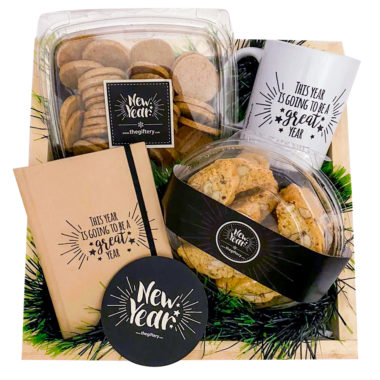 New
Year
www.thegiftery...
THIS YEAR
IS GOING TO BE A
great
YEAR
THIS YEAR
IS GOING TO BE A
great
YEAR
New
Year
New
Year
thegiftery